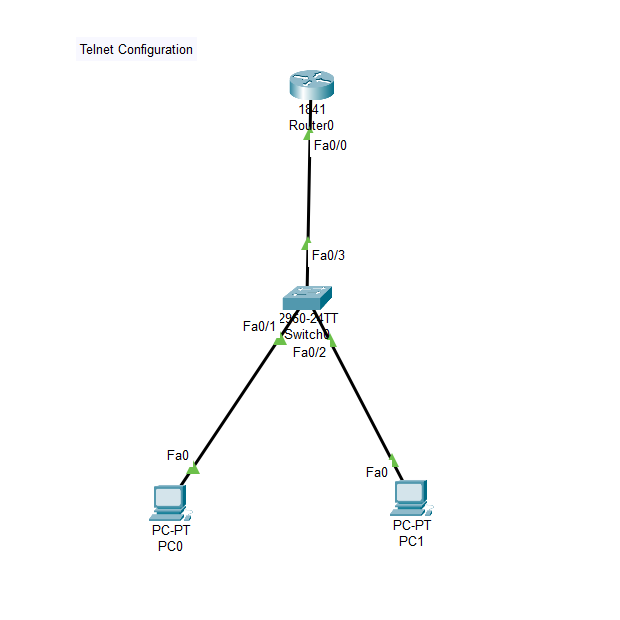 Telnet Configuration
1841
Router0
Fa0/0
Fa0/3
2960-24TT
Switch0
Fa0/1
Fa0/2
Fa0
Fa0
PC-PT
PC0
PC-PT
PC1